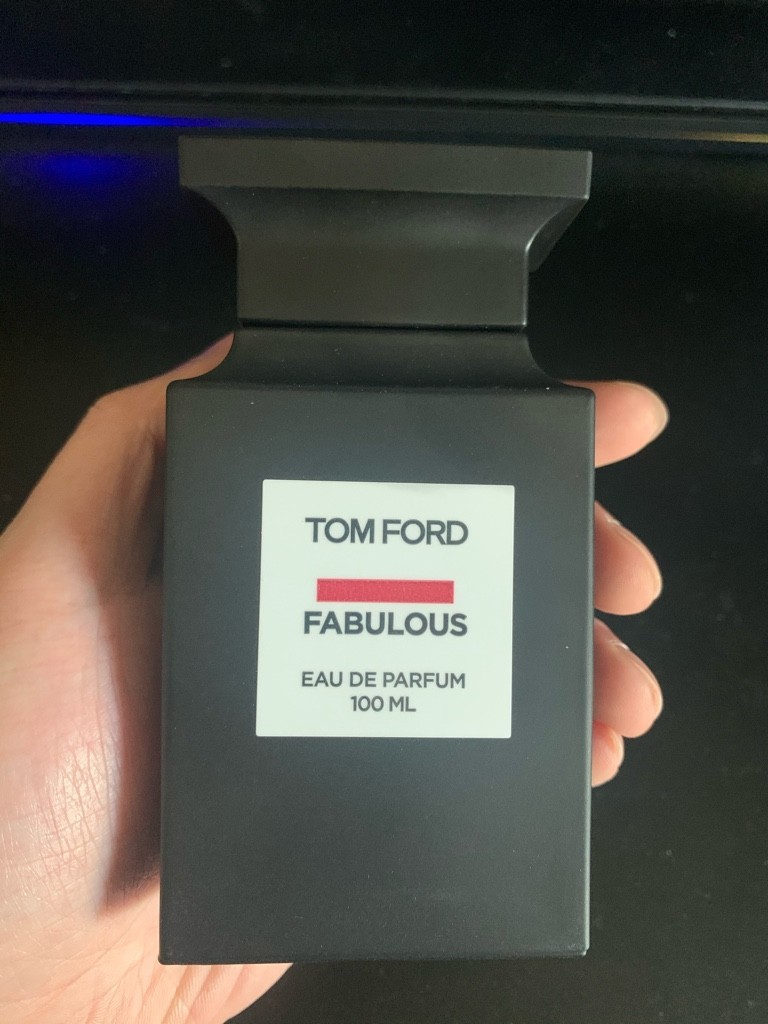 TOM FORD
FABULOUS
EAU DE PARFUM
100 ML